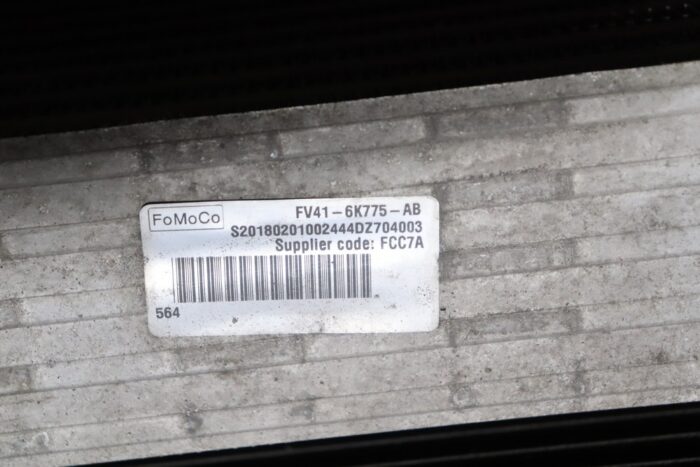 FoMoCo
FV41-6K775-AB
S20180201002444DZ704003
Supplier code: FCC7A
564